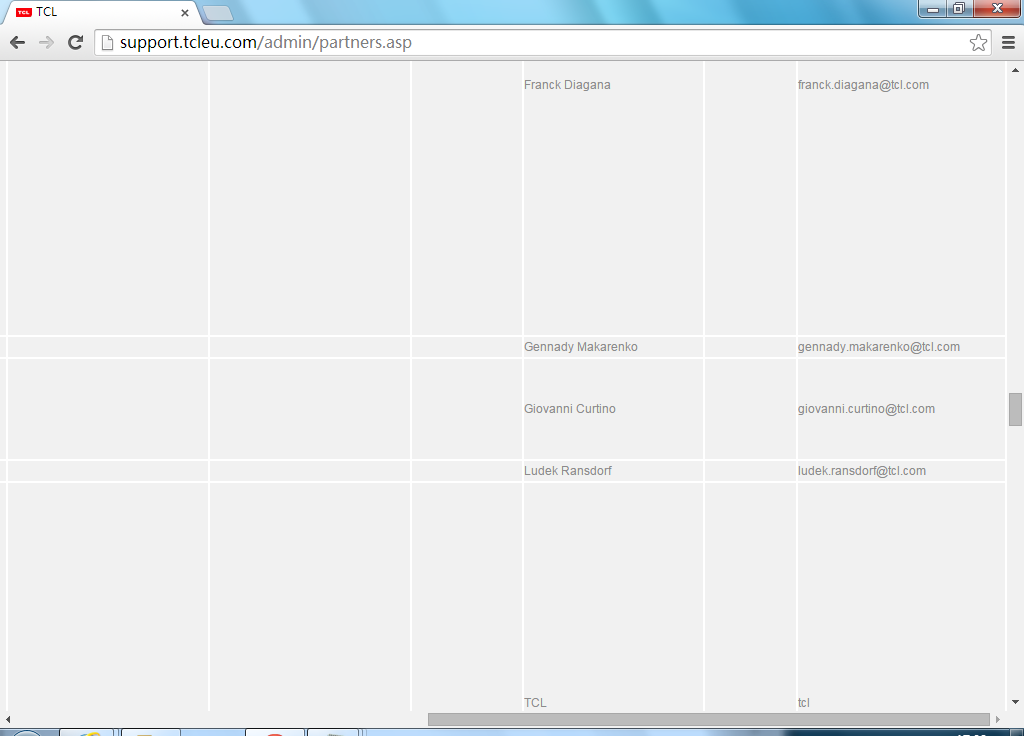 TCL TCL
support.tcleu.com/admin/partners.asp
Franck Diagana franck.diagana@tcl.com
Gennady Makarenko gennady.makarenko@tcl.com
Giovanni Curtino giovanni.curtino@tcl.com
Ludek Ransdorf ludek.ransdorf@tcl.com
TCL tcl